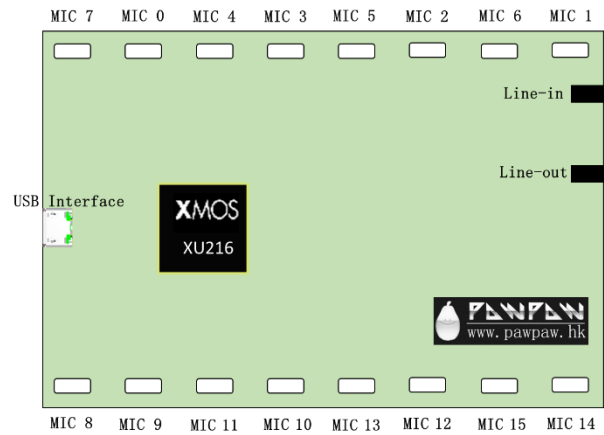 MIC 7 MIC 0 MIC 4 MIC 3 MIC 5 MIC 2 MIC 6 MIC 1
Line-in
Line-out
USB Interface
XMOS
XU216
PAWPAW
www.pawpaw.hk
MIC 8 MIC 9 MIC 11 MIC 10 MIC 13 MIC 12 MIC 15 MIC 14